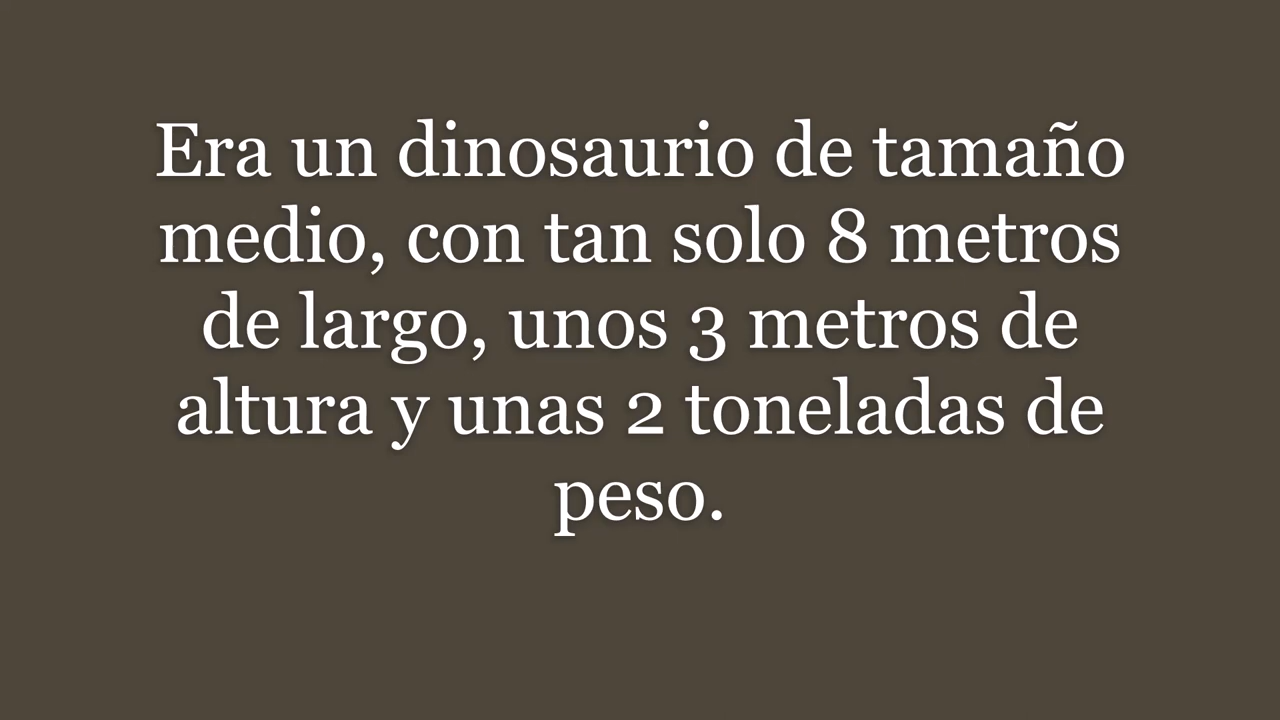 Era un dinosaurio de tamaño
medio, con tan solo 8 metros
de largo, unos 3 metros de
altura y unas 2 toneladas de
peso.